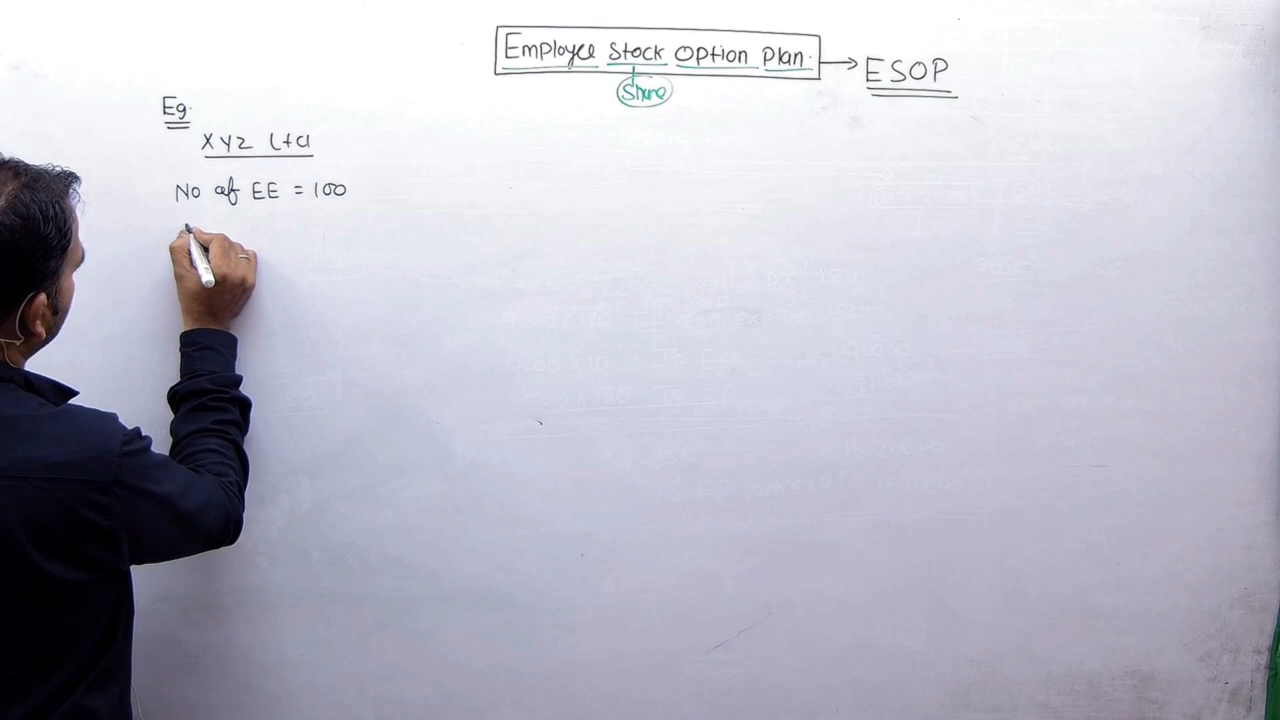 Employee Stock Option Plan. → ESOP
Share
Eg.
XYZ Ltd
No of EE = 100